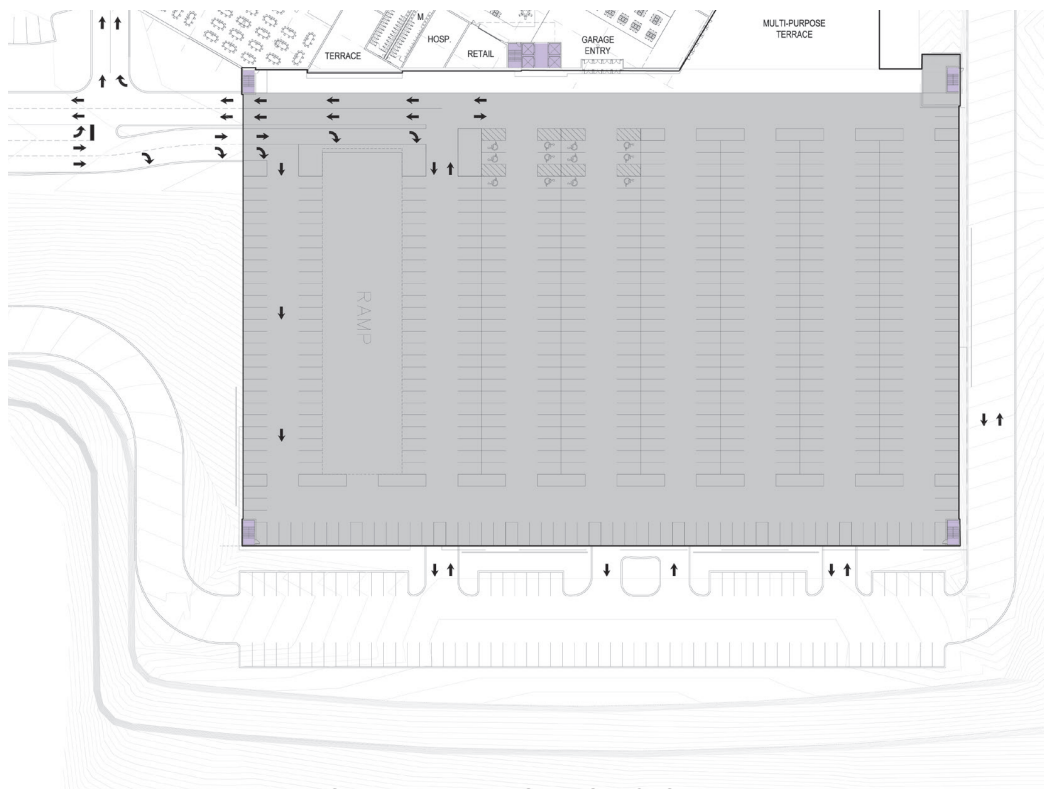 M
HOSP.
TERRACE
RETAIL
GARAGE
ENTRY
MULTI-PURPOSE
TERRACE
RAMP